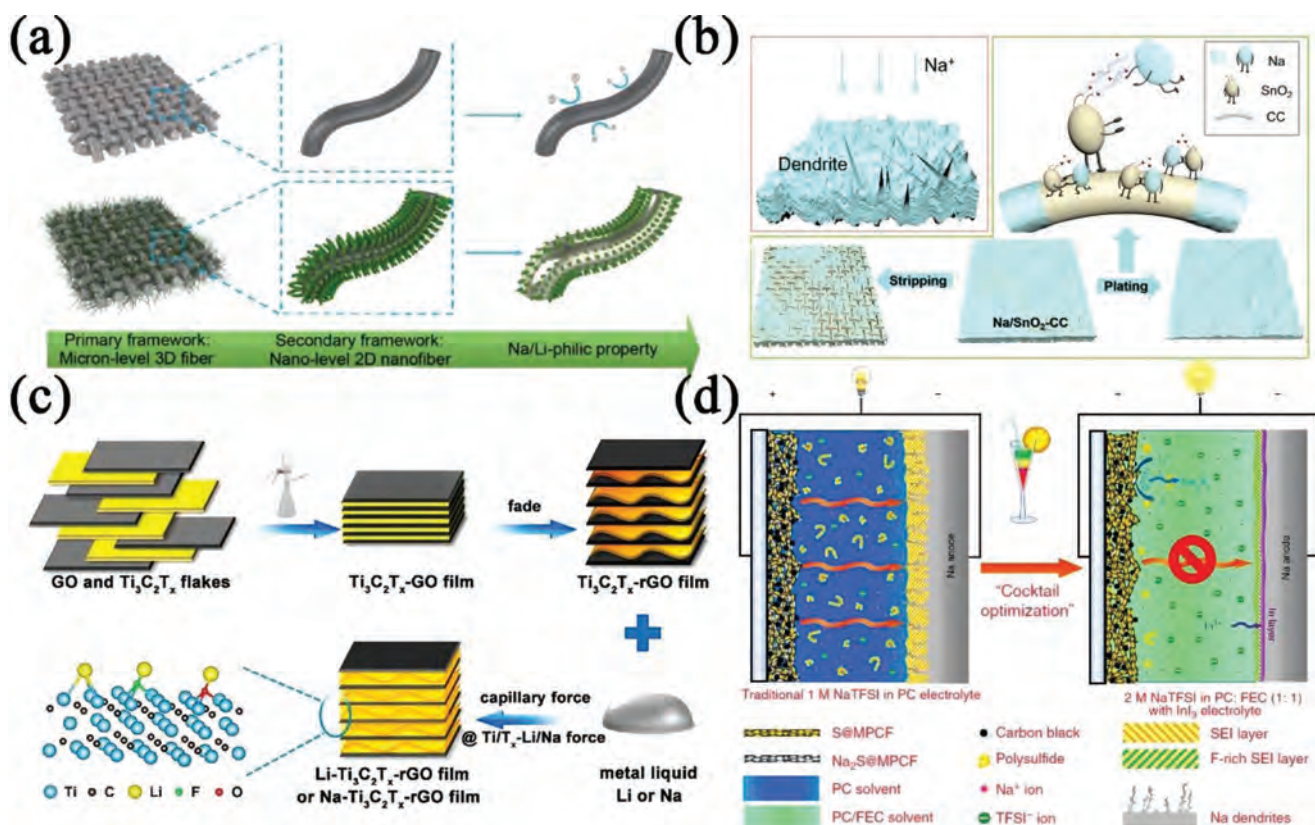 (a)
Primary framework:
Micron-level 3D fiber
Secondary framework:
Nano-level 2D nanofiber
Na/Li-philic property
(b)
Na⁺
Dendrite
Na
SnO₂
CC
Stripping
Na/SnO₂-CC
Plating
(c)
GO and Ti₃C₂Tₓ flakes
Ti₃C₂Tₓ-GO film
fade
Ti₃C₂Tₓ-rGO film
+
capillary force
@ Ti/Tₓ-Li/Na force
metal liquid
Li or Na
Li-Ti₃C₂Tₓ-rGO film
or Na-Ti₃C₂Tₓ-rGO film
Ti C Li F O
(d)
+ -
Na anode
Traditional 1 M NaTFSI in PC electrolyte
"Cocktail
optimization"
+ -
Na anode
In layer
2 M NaTFSI in PC: FEC (1: 1)
with InI₃ electrolyte
S@MPCF
Na₂S@MPCF
PC solvent
PC/FEC solvent
Carbon black
Polysulfide
Na⁺ ion
TFSI⁻ ion
SEI layer
F-rich SEI layer
Na dendrites